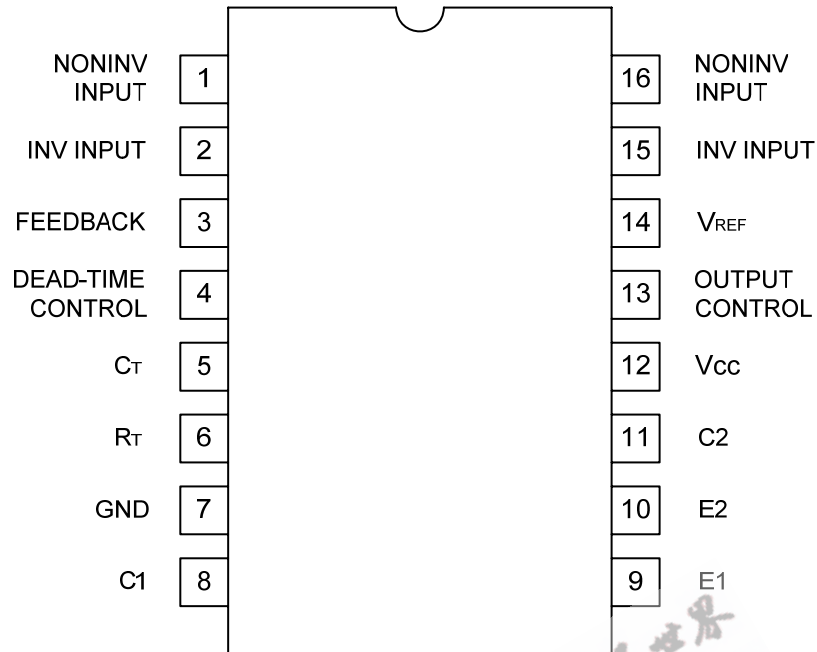 NONINV
INPUT
1
INV INPUT
2
FEEDBACK
3
DEAD-TIME
CONTROL
4
CT
5
RT
6
GND
7
C1
8
16
NONINV
INPUT
15
INV INPUT
14
VREF
13
OUTPUT
CONTROL
12
Vcc
11
C2
10
E2
9
E1